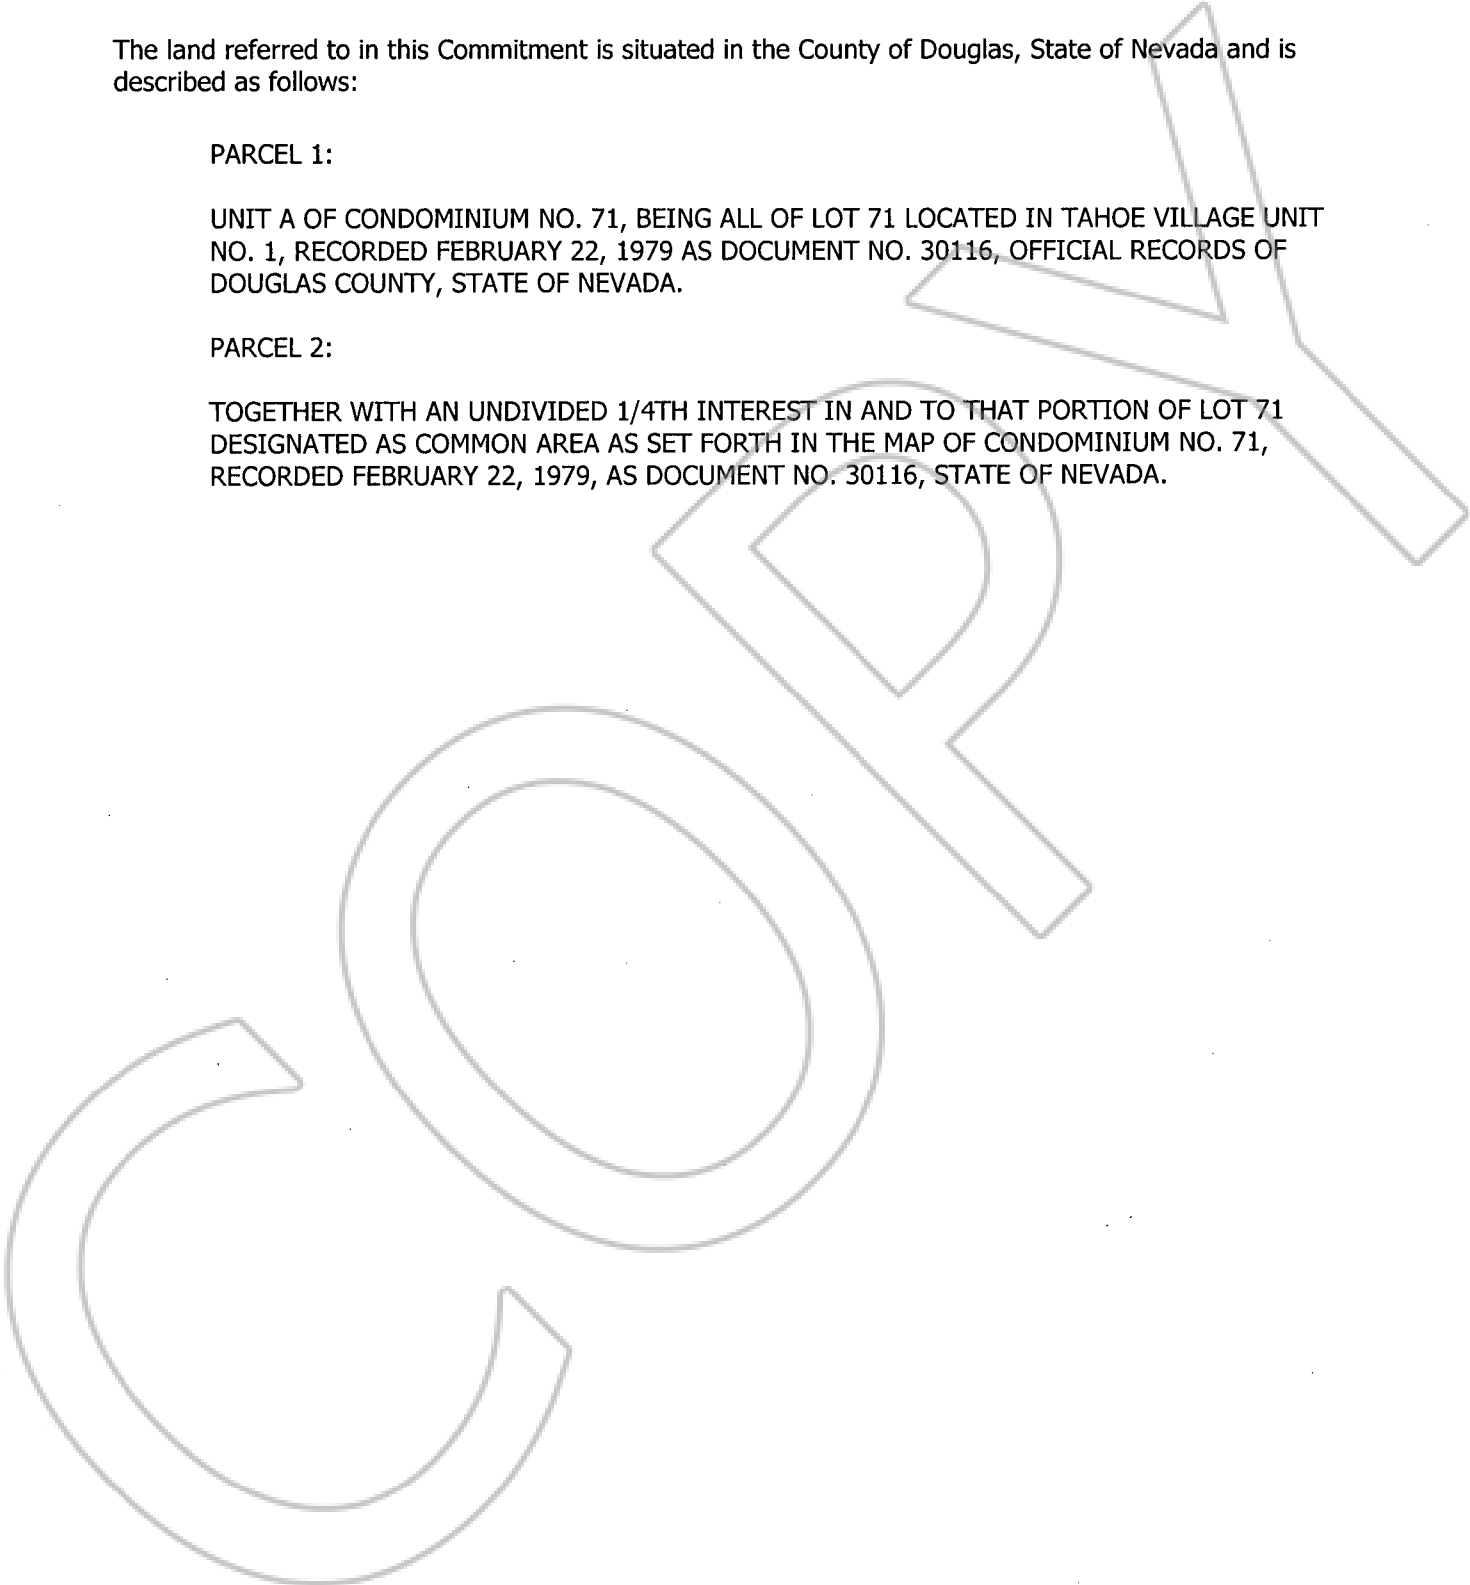 The land referred to in this Commitment is situated in the County of Douglas, State of Nevada and is
described as follows:
PARCEL 1:
UNIT A OF CONDOMINIUM NO. 71, BEING ALL OF LOT 71 LOCATED IN TAHOE VILLAGE UNIT
NO. 1, RECORDED FEBRUARY 22, 1979 AS DOCUMENT NO. 30116, OFFICIAL RECORDS OF
DOUGLAS COUNTY, STATE OF NEVADA.
PARCEL 2:
TOGETHER WITH AN UNDIVIDED 1/4TH INTEREST IN AND TO THAT PORTION OF LOT 71
DESIGNATED AS COMMON AREA AS SET FORTH IN THE MAP OF CONDOMINIUM NO. 71,
RECORDED FEBRUARY 22, 1979, AS DOCUMENT NO. 30116, STATE OF NEVADA.
COPY